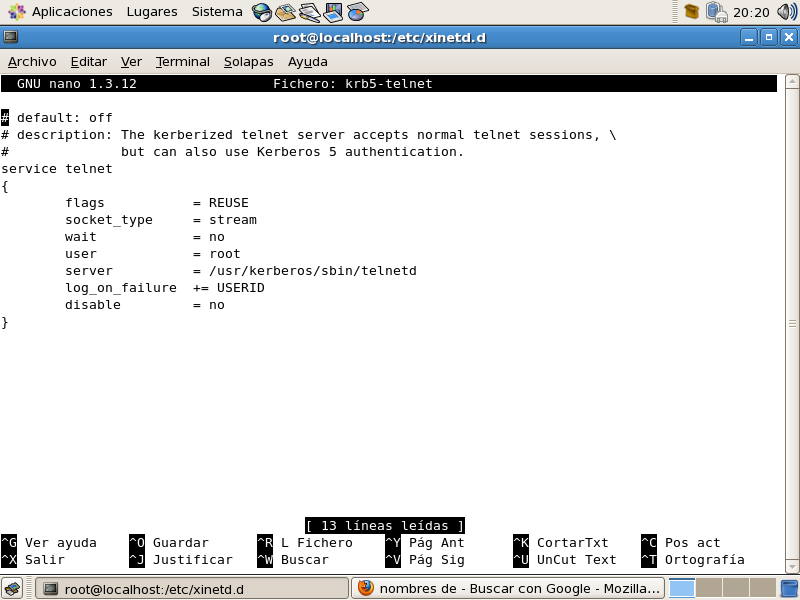 Aplicaciones Lugares Sistema 20:20
root@localhost:/etc/xinetd.d
Archivo Editar Ver Terminal Solapas Ayuda
GNU nano 1.3.12 Fichero: krb5-telnet
# default: off
# description: The kerberized telnet server accepts normal telnet sessions, \
# but can also use Kerberos 5 authentication.
service telnet
{
flags = REUSE
socket_type = stream
wait = no
user = root
server = /usr/kerberos/sbin/telnetd
log_on_failure += USERID
disable = no
}
[ 13 líneas leídas ]
^G Ver ayuda ^O Guardar ^R L Fichero ^Y Pág Ant ^K CortarTxt ^C Pos act
^X Salir ^J Justificar ^W Buscar ^V Pág Sig ^U UnCut Text ^T Ortografía
root@localhost:/etc/xinetd.d nombres de - Buscar con Google - Mozilla...